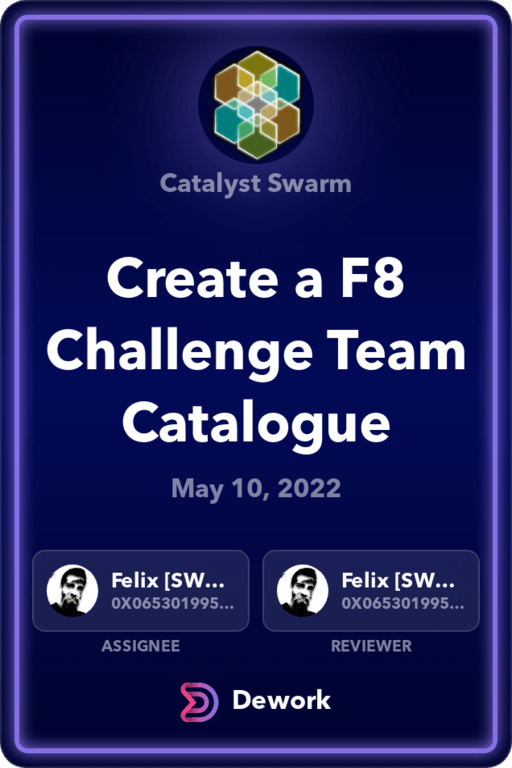 Catalyst Swarm
Create a F8
Challenge Team
Catalogue
May 10, 2022
Felix [SW...
0X065301995...
ASSIGNEE
Felix [SW...
0X065301995...
REVIEWER
Dework